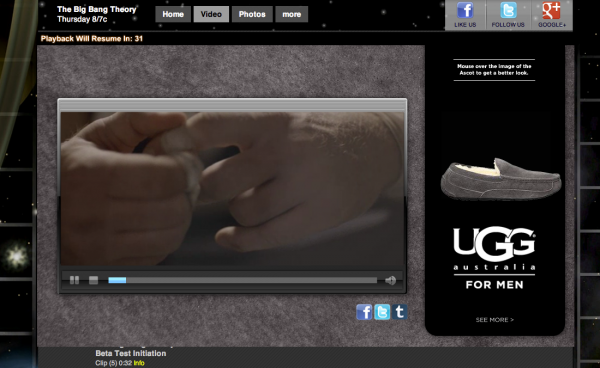 The Big Bang Theory
Thursday 8/7c
Home
Video
Photos
more
LIKE US
FOLLOW US
GOOGLE+
Playback Will Resume In: 31
Mouse over the image of the
Ascot to get a better look.
UGG
australia
FOR MEN
SEE MORE >
Beta Test Initiation
Clip (5) 0:32 Info